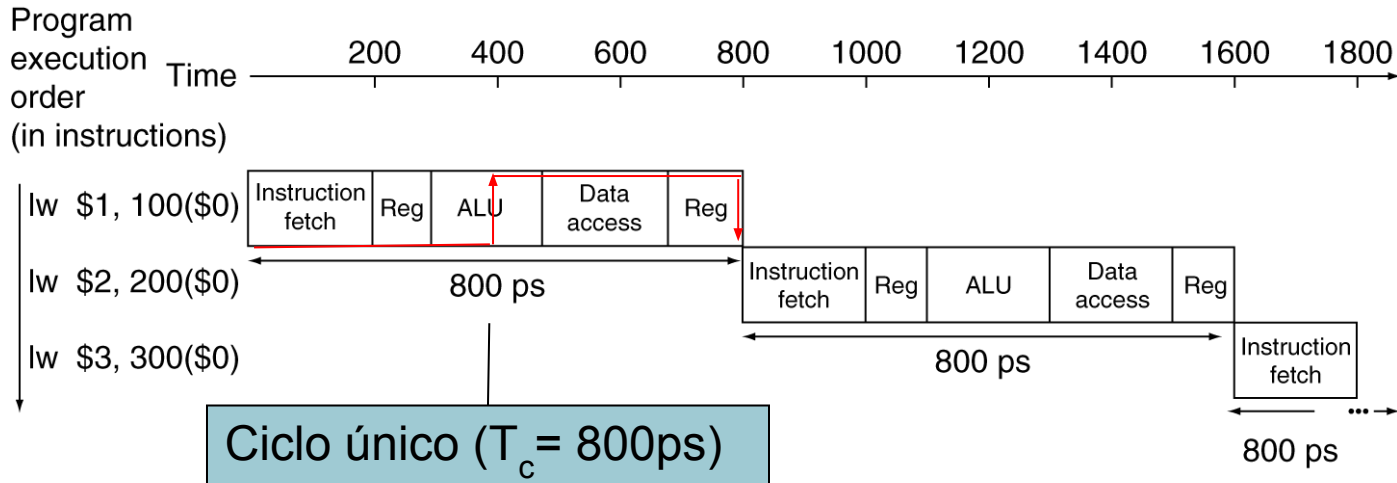 Program
execution
order
(in instructions)
Time
200 400 600 800 1000 1200 1400 1600 1800
lw $1, 100($0)
Instruction
fetch
Reg
ALU
Data
access
Reg
800 ps
lw $2, 200($0)
Instruction
fetch
Reg
ALU
Data
access
Reg
800 ps
lw $3, 300($0)
Instruction
fetch
...
800 ps
Ciclo único (Tc= 800ps)